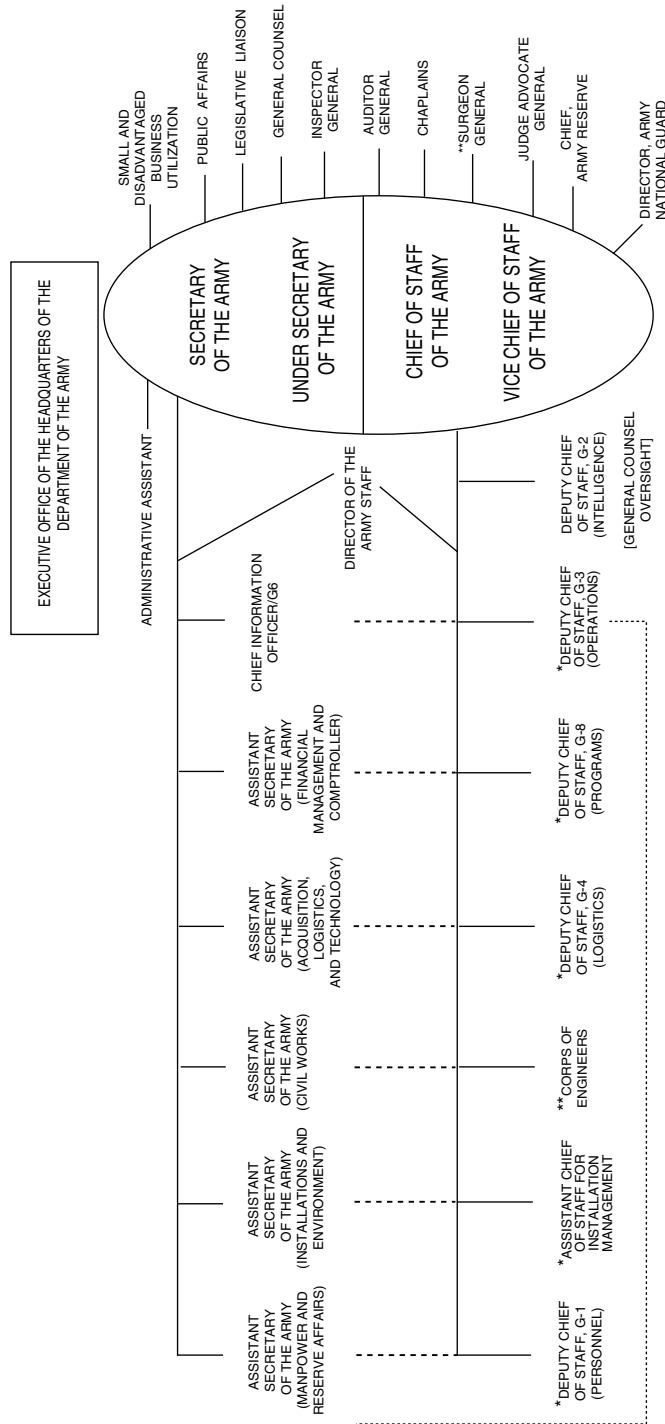 EXECUTIVE OFFICE OF THE HEADQUARTERS OF THE
DEPARTMENT OF THE ARMY
ADMINISTRATIVE ASSISTANT
SMALL AND
DISADVANTAGED
BUSINESS
UTILIZATION
PUBLIC AFFAIRS
LEGISLATIVE LIAISON
GENERAL COUNSEL
INSPECTOR
GENERAL
AUDITOR
GENERAL
CHAPLAINS
**SURGEON
GENERAL
JUDGE ADVOCATE
GENERAL
CHIEF,
ARMY RESERVE
DIRECTOR, ARMY
NATIONAL GUARD
SECRETARY
OF THE ARMY
UNDER SECRETARY
OF THE ARMY
CHIEF OF STAFF
OF THE ARMY
VICE CHIEF OF STAFF
OF THE ARMY
DIRECTOR OF THE
ARMY STAFF
ASSISTANT
SECRETARY
OF THE ARMY
(MANPOWER AND
RESERVE AFFAIRS)
ASSISTANT
SECRETARY
OF THE ARMY
(INSTALLATIONS AND
ENVIRONMENT)
ASSISTANT
SECRETARY
OF THE ARMY
(CIVIL WORKS)
ASSISTANT
SECRETARY
OF THE ARMY
(ACQUISITION,
LOGISTICS,
AND TECHNOLOGY)
ASSISTANT
SECRETARY
OF THE ARMY
(FINANCIAL
MANAGEMENT AND
COMPTROLLER)
CHIEF INFORMATION
OFFICER/G6
*DEPUTY CHIEF
OF STAFF, G-1
(PERSONNEL)
*ASSISTANT CHIEF
OF STAFF FOR
INSTALLATION
MANAGEMENT
**CORPS OF
ENGINEERS
*DEPUTY CHIEF
OF STAFF, G-4
(LOGISTICS)
*DEPUTY CHIEF
OF STAFF, G-8
(PROGRAMS)
*DEPUTY CHIEF
OF STAFF, G-3
(OPERATIONS)
DEPUTY CHIEF
OF STAFF, G-2
(INTELLIGENCE)
[GENERAL COUNSEL
OVERSIGHT]